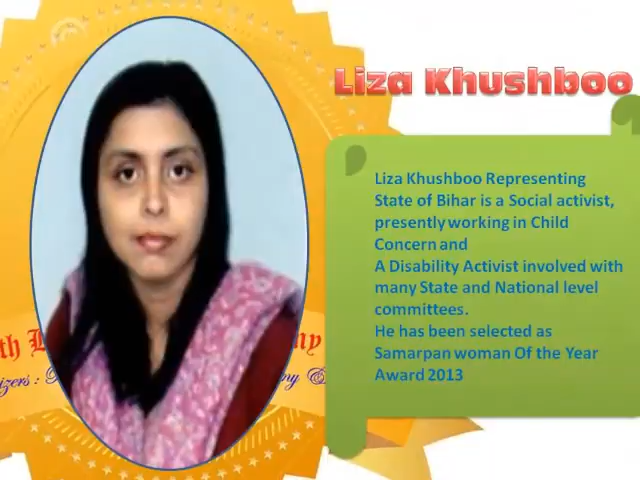 Liza Khushboo
Liza Khushboo Representing
State of Bihar is a Social activist,
presently working in Child
Concern and
A Disability Activist involved with
many State and National level
committees.
He has been selected as
Samarpan woman Of the Year
Award 2013